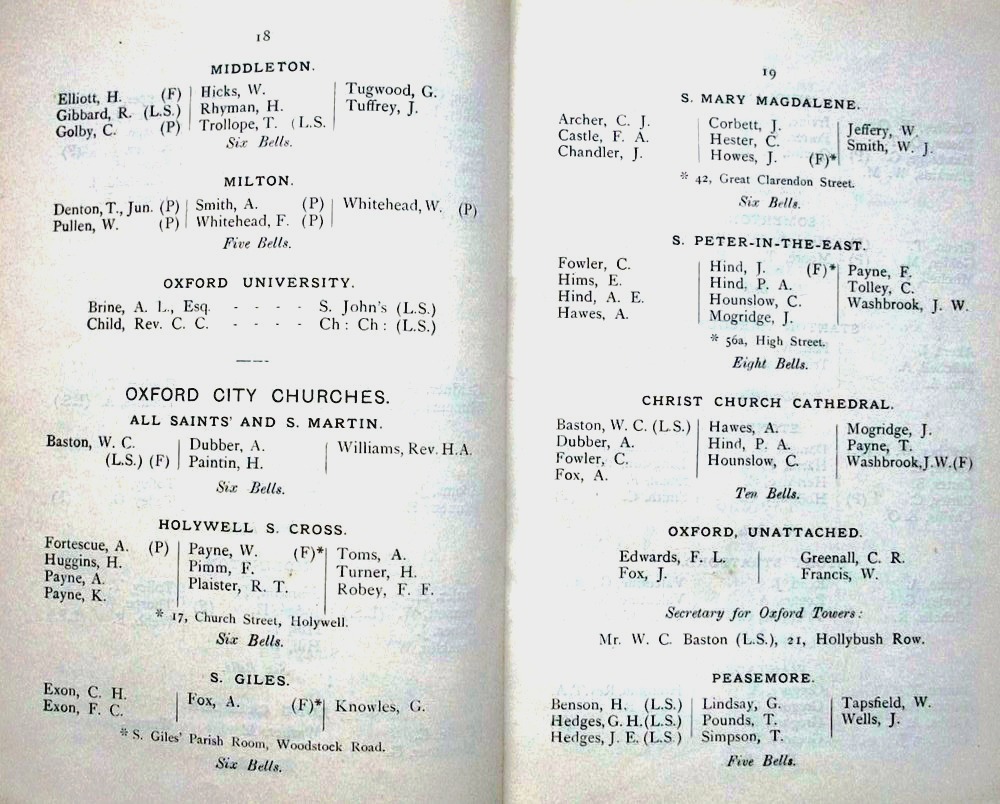 18
MIDDLETON.
Elliott, H. (F) Hicks, W. Tugwood, G.
Gibbard, R. (L.S.) Rhyman, H. Tuffrey, J.
Golby, C. (P) Trollope, T. (L.S.
Six Bells.
MILTON.
Denton, T., Jun. (P) Smith, A. (P) Whitehead, W. (P)
Pullen, W. (P) Whitehead, F. (P)
Five Bells.
OXFORD UNIVERSITY.
Brine, A. L., Esq. - - - - S. John's (L.S.)
Child, Rev. C. C. - - - - Ch: Ch: (L.S.)
OXFORD CITY CHURCHES.
ALL SAINTS' AND S. MARTIN.
Baston, W. C. Dubber, A. Williams, Rev. H.A.
(L.S.) (F) Paintin, H.
Six Bells.
HOLYWELL S. CROSS.
Fortescue, A. (P) Payne, W. (F)* Toms, A.
Huggins, H. Pimm, F. Turner, H.
Payne, A. Plaister, R. T. Robey, F. F.
Payne, K.
* 17, Church Street, Holywell.
Six Bells.
S. GILES.
Exon, C. H. Fox, A. (F)* Knowles, G.
Exon, F. C.
* S. Giles' Parish Room, Woodstock Road.
Six Bells.
19
S. MARY MAGDALENE.
Archer, C. J. Corbett, J. Jeffery, W.
Castle, F. A. Hester, C. Smith, W. J.
Chandler, J. Howes, J. (F)*
* 42, Great Clarendon Street.
Six Bells.
S. PETER-IN-THE-EAST.
Fowler, C. Hind, J. (F)* Payne, F.
Hims, E. Hind, P. A. Tolley, C.
Hind, A. E. Hounslow, C. Washbrook, J. W.
Hawes, A. Mogridge, J.
* 56a, High Street.
Eight Bells.
CHRIST CHURCH CATHEDRAL.
Baston, W. C. (L.S.) Hawes, A. Mogridge, J.
Dubber, A. Hind, P. A. Payne, T.
Fowler, C. Hounslow, C. Washbrook, J.W. (F)
Fox, A.
Ten Bells.
OXFORD, UNATTACHED.
Edwards, F. L. Greenall, C. R.
Fox, J. Francis, W.
Secretary for Oxford Towers:
Mr. W. C. Baston (L.S.), 21, Hollybush Row.
PEASEMORE.
Benson, H. (L.S.) Lindsay, G. Tapsfield, W.
Hedges, G. H. (L.S.) Pounds, T. Wells, J.
Hedges, J. E. (L.S.) Simpson, T.
Five Bells.